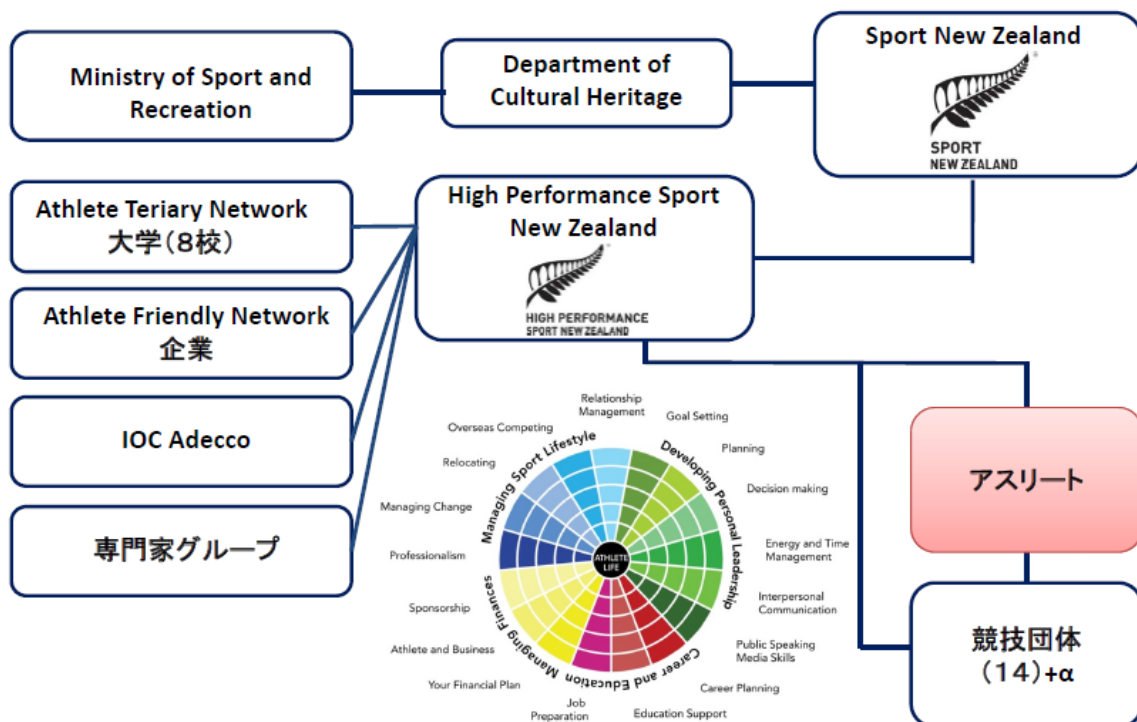 Ministry of Sport and
Recreation
Department of
Cultural Heritage
Sport New Zealand
SPORT
NEW ZEALAND
Athlete Teriary Network
大学(8校)
Athlete Friendly Network
企業
IOC Adecco
専門家グループ
High Performance Sport
New Zealand
HIGH PERFORMANCE
SPORT NEW ZEALAND
アスリート
競技団体
(14)+α
Relationship
Management
Goal Setting
Planning
Decision making
Energy and Time
Management
Interpersonal
Communication
Public Speaking
Media Skills
Career Planning
Education Support
Job
Preparation
Your Financial Plan
Athlete and Business
Sponsorship
Professionalism
Managing Change
Relocating
Overseas Competing
Managing Sport Lifestyle
Developing Personal Leadership
Career and Education
Managing Finances
ATHLETE
LIFE